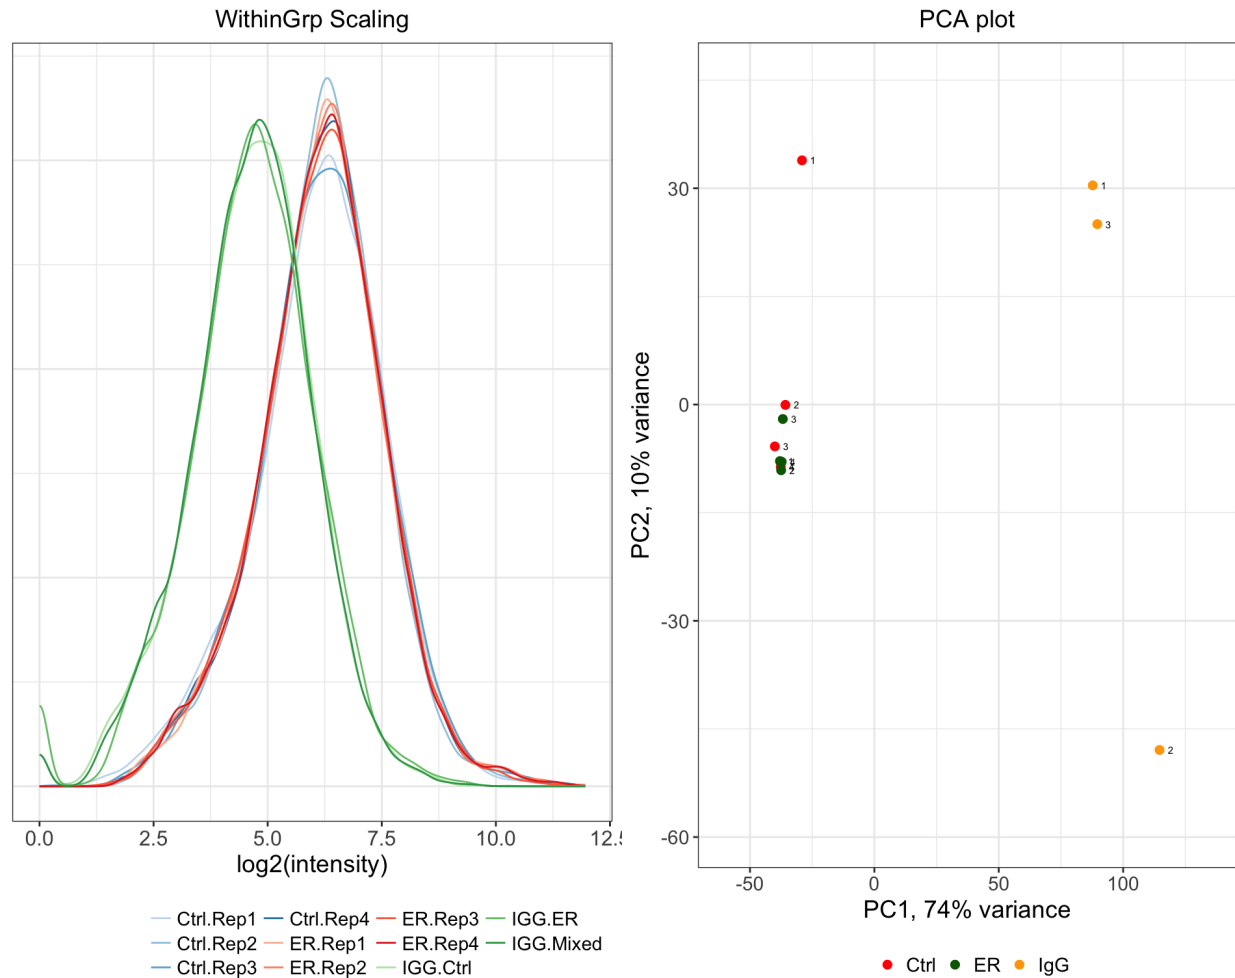 WithinGrp Scaling
0.0 2.5 5.0 7.5 10.0 12.5
log2(intensity)
Ctrl.Rep1 Ctrl.Rep4 ER.Rep3 IGG.ER
Ctrl.Rep2 ER.Rep1 ER.Rep4 IGG.Mixed
Ctrl.Rep3 ER.Rep2 IGG.Ctrl
PCA plot
PC2, 10% variance
30
0
-30
-60
1
1
3
2
3
3
2
2
-50 0 50 100
PC1, 74% variance
Ctrl ER IgG